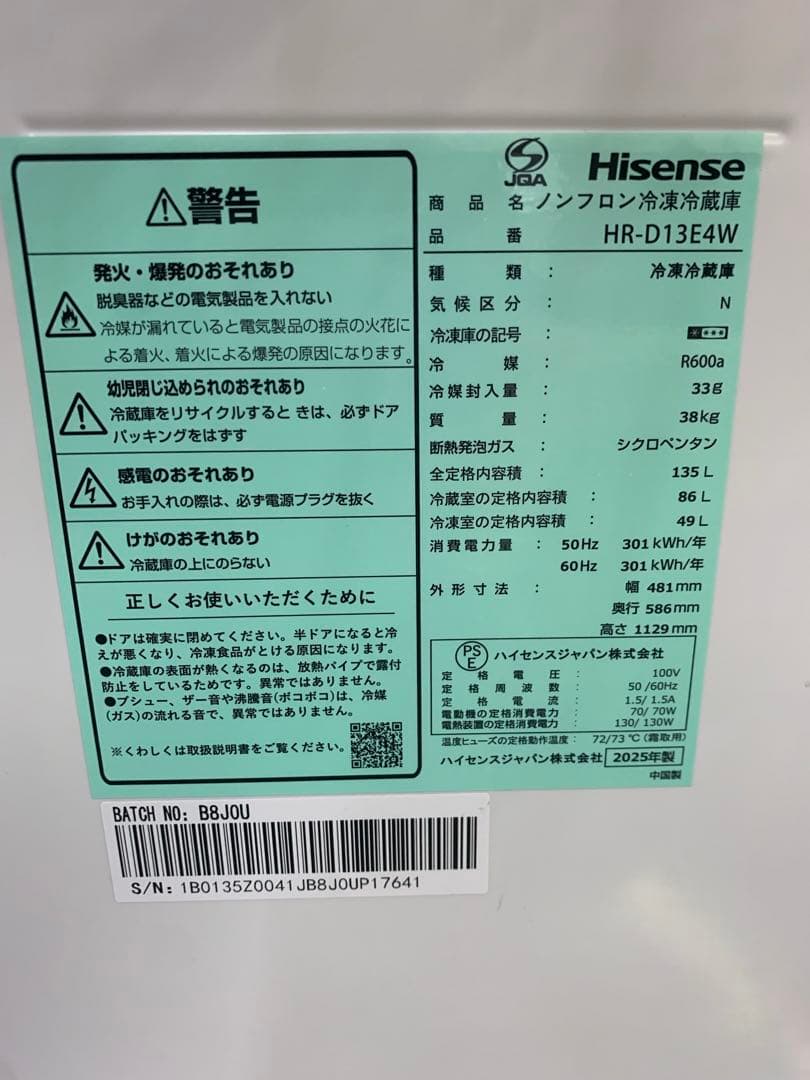 警告
発火・爆発のおそれあり
脱臭器などの電気製品を入れない
冷媒が漏れていると電気製品の接点の火花に
よる着火、着火による爆発の原因になります。
幼児閉じ込められのおそれあり
冷蔵庫をリサイクルすると きは、必ずドア
パッキングをはずす
感電のおそれあり
お手入れの際は、必ず電源プラグを抜く
けがのおそれあり
冷蔵庫の上にのらない
正しくお使いいただくために
●ドアは確実に閉めてください。半ドアになると冷
えが悪くなり、冷凍食品がとける原因になります。
●冷蔵庫の表面が熱くなるのは、放熱パイプで露付
防止をしているためです。異常ではありません。
●プシュー、ザー音や沸騰音(ボコボコ)は、冷媒
(ガス)の流れる音で、異常ではありません。
※くわしくは取扱説明書をご覧ください。
JQA Hisense
商品名 ノンフロン冷凍冷蔵庫
品番 HR-D13E4W
種類 : 冷凍冷蔵庫
気候区分 : N
冷凍庫の記号 : ****
冷媒 : R600a
冷媒封入量 : 33g
質量 : 38kg
断熱発泡ガス : シクロペンタン
全定格内容積 : 135 L
冷蔵室の定格内容積 : 86 L
冷凍室の定格内容積 : 49 L
消費電力量 : 50Hz 301 kWh/年
60Hz 301 kWh/年
外形寸法 : 幅 481mm
奥行 586mm
高さ 1129mm
PSE ハイセンスジャパン株式会社
定格電圧 : 100V
定格周波数 : 50 /60Hz
定格電流 : 1.5/ 1.5A
電動機の定格消費電力 : 70/ 70W
電熱装置の定格消費電力 : 130/ 130W
温度ヒューズの定格動作温度 : 72/73 ℃ (霜取用)
ハイセンスジャパン株式会社 2025年製
中国製
BATCH NO: B8J0U
S/N: 1B0135Z0041JB8J0UP17641